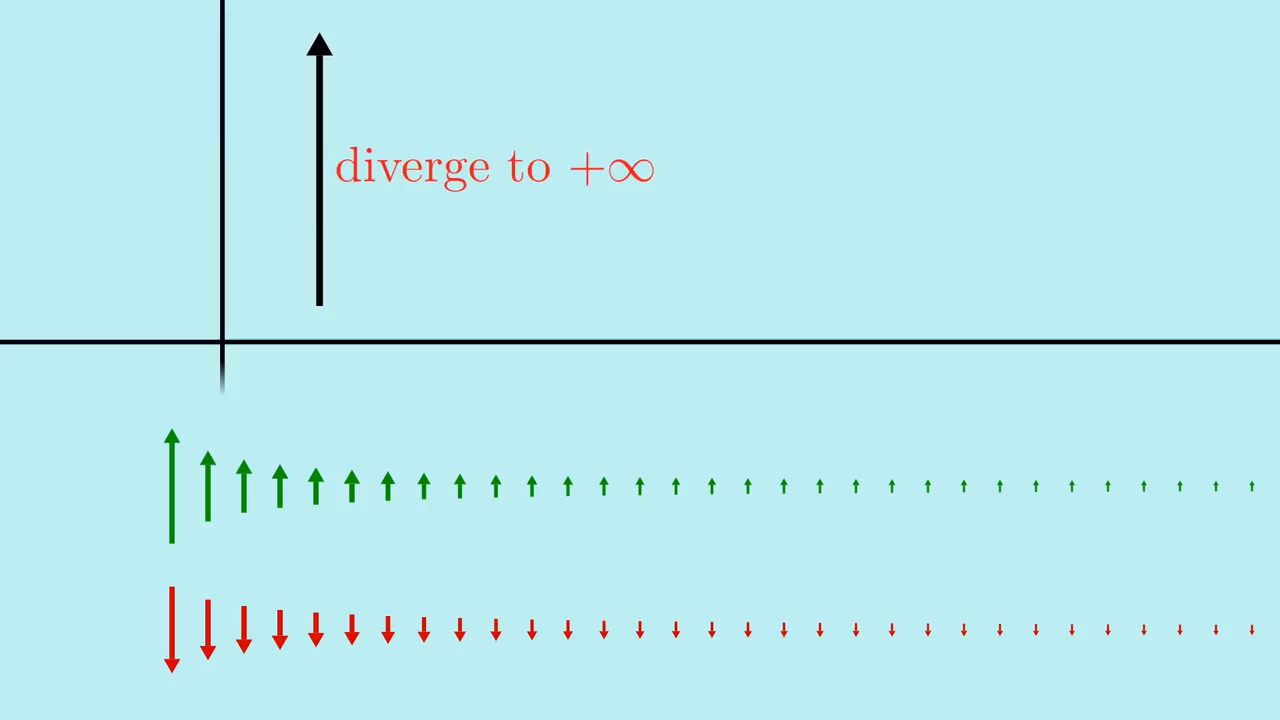 diverge to +∞